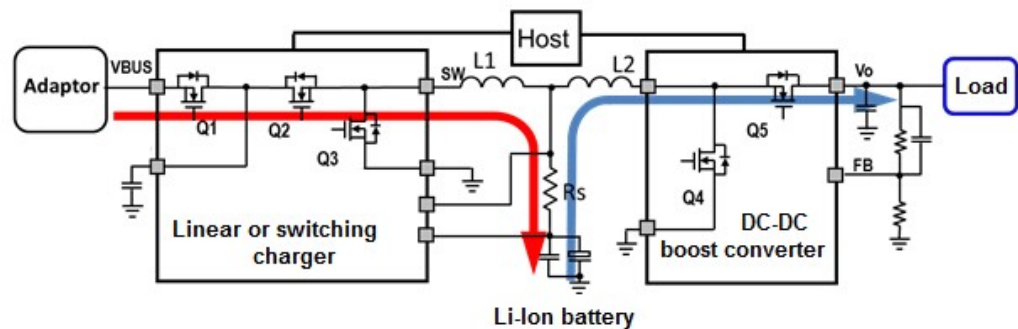 Host
Adaptor
VBUS
Q1
Q2
Q3
SW
L1
L2
Rs
Q4
Q5
Vo
FB
Load
Linear or switching
charger
DC-DC
boost converter
Li-Ion battery